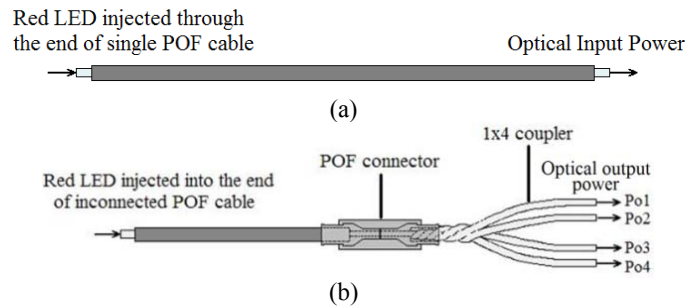 Red LED injected through
the end of single POF cable
Optical Input Power
(a)
1x4 coupler
POF connector
Optical output
power
Red LED injected into the end
of inconnected POF cable
Po1
Po2
Po3
Po4
(b)